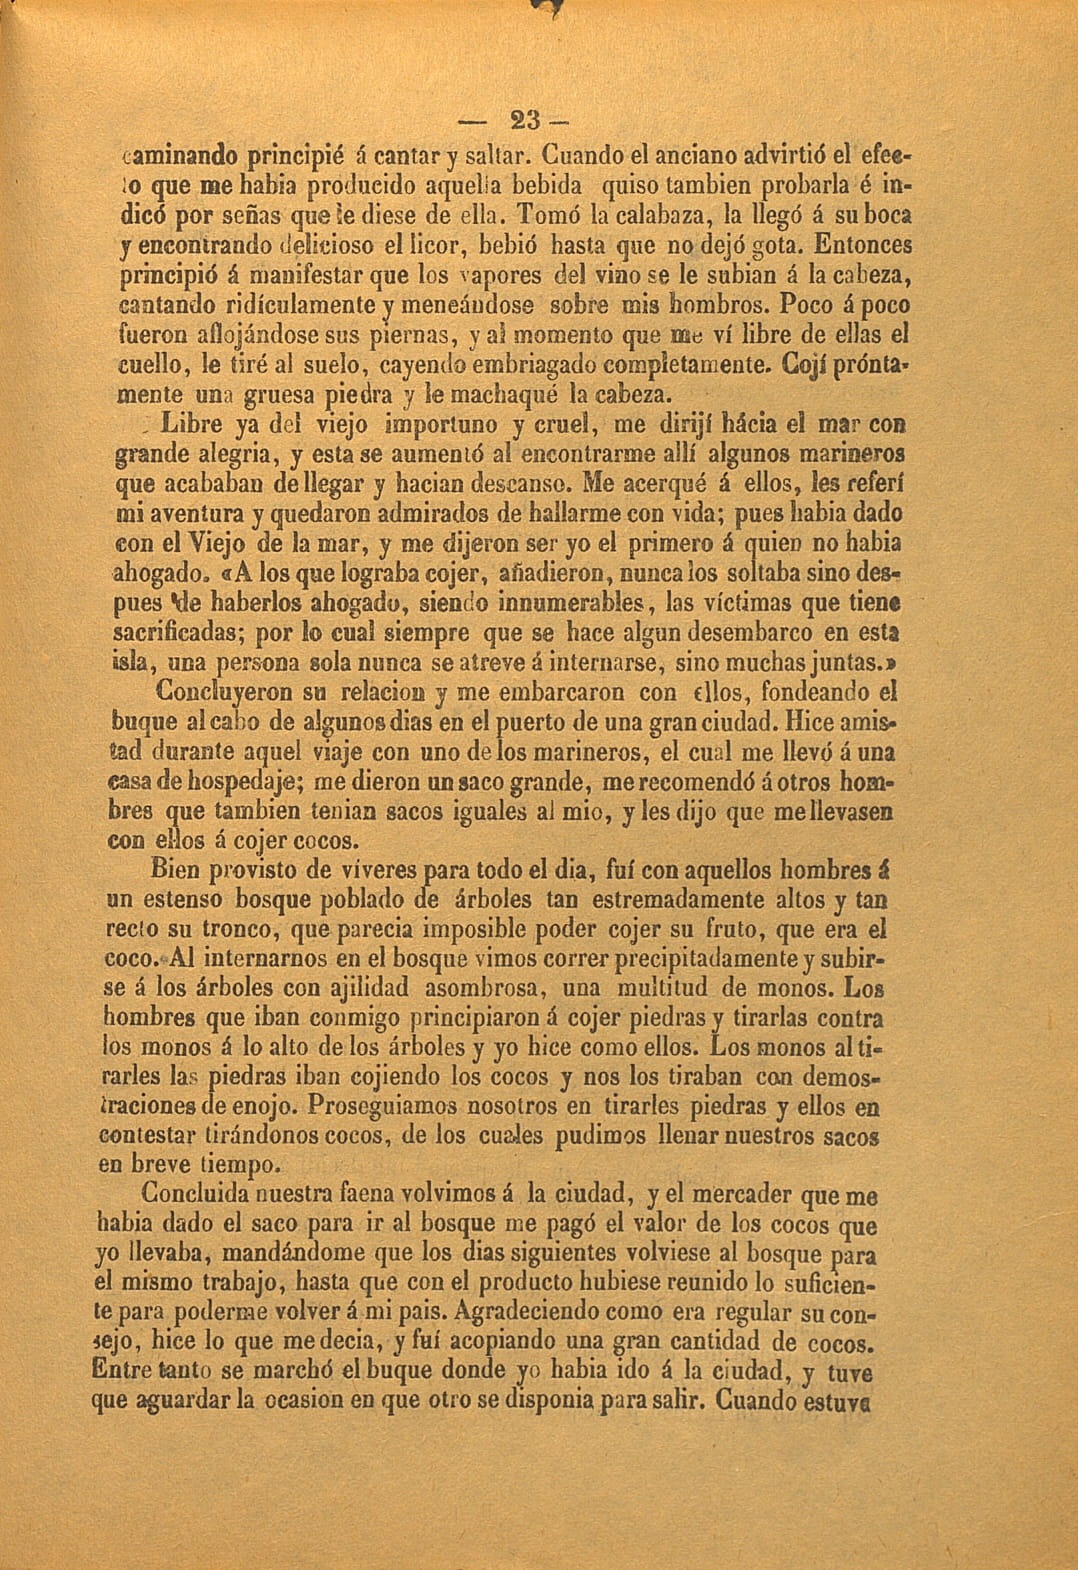 — 23 —
caminando principié á cantar y saltar. Cuando el anciano advirtió el efec-
to que me habia producido aquella bebida quiso tambien probarla é in-
dicó por señas que le diese de ella. Tomó la calabaza, la llegó á su boca
y encontrando delicioso el licor, bebió hasta que no dejó gota. Entonces
principió á manifestar que los vapores del vino se le subian á la cabeza,
cantando ridículamente y meneándose sobre mis hombros. Poco á poco
fueron aflojándose sus piernas, y al momento que me ví libre de ellas el
cuello, le tiré al suelo, cayendo embriagado completamente. Cojí prónta-
mente una gruesa piedra y le machaqué la cabeza.
Libre ya del viejo importuno y cruel, me dirijí hácia el mar con
grande alegria, y esta se aumentó al encontrarme allí algunos marineros
que acababan de llegar y hacian descanso. Me acerqué á ellos, les referí
mi aventura y quedaron admirados de hallarme con vida; pues habia dado
con el Viejo de la mar, y me dijeron ser yo el primero á quien no habia
ahogado. «A los que lograba cojer, añadieron, nunca los soltaba sino des-
pues de haberlos ahogado, siendo innumerables, las víctimas que tiene
sacrificadas; por lo cual siempre que se hace algun desembarco en esta
isla, una persona sola nunca se atreve á internarse, sino muchas juntas.»
Concluyeron su relacion y me embarcaron con ellos, fondeando el
buque al cabo de algunos dias en el puerto de una gran ciudad. Hice amis-
tad durante aquel viaje con uno de los marineros, el cual me llevó á una
casa de hospedaje; me dieron un saco grande, me recomendó á otros hom-
bres que tambien tenian sacos iguales al mio, y les dijo que me llevasen
con ellos á cojer cocos.
Bien provisto de víveres para todo el dia, fuí con aquellos hombres á
un estenso bosque poblado de árboles tan estremadamente altos y tan
recto su tronco, que parecia imposible poder cojer su fruto, que era el
coco. Al internarnos en el bosque vimos correr precipitadamente y subir-
se á los árboles con ajilidad asombrosa, una multitud de monos. Los
hombres que iban conmigo principiaron á cojer piedras y tirarlas contra
los monos á lo alto de los árboles y yo hice como ellos. Los monos al ti-
rarles las piedras iban cojiendo los cocos y nos los tiraban con demos-
traciones de enojo. Proseguiamos nosotros en tirarles piedras y ellos en
contestar tirándonos cocos, de los cuales pudimos llenar nuestros sacos
en breve tiempo.
Concluida nuestra faena volvimos á la ciudad, y el mercader que me
habia dado el saco para ir al bosque me pagó el valor de los cocos que
yo llevaba, mandándome que los dias siguientes volviese al bosque para
el mismo trabajo, hasta que con el producto hubiese reunido lo suficien-
te para poderme volver á mi pais. Agradeciendo como era regular su con-
sejo, hice lo que me decia, y fuí acopiando una gran cantidad de cocos.
Entre tanto se marchó el buque donde yo habia ido á la ciudad, y tuve
que aguardar la ocasion en que otro se disponia para salir. Cuando estuve